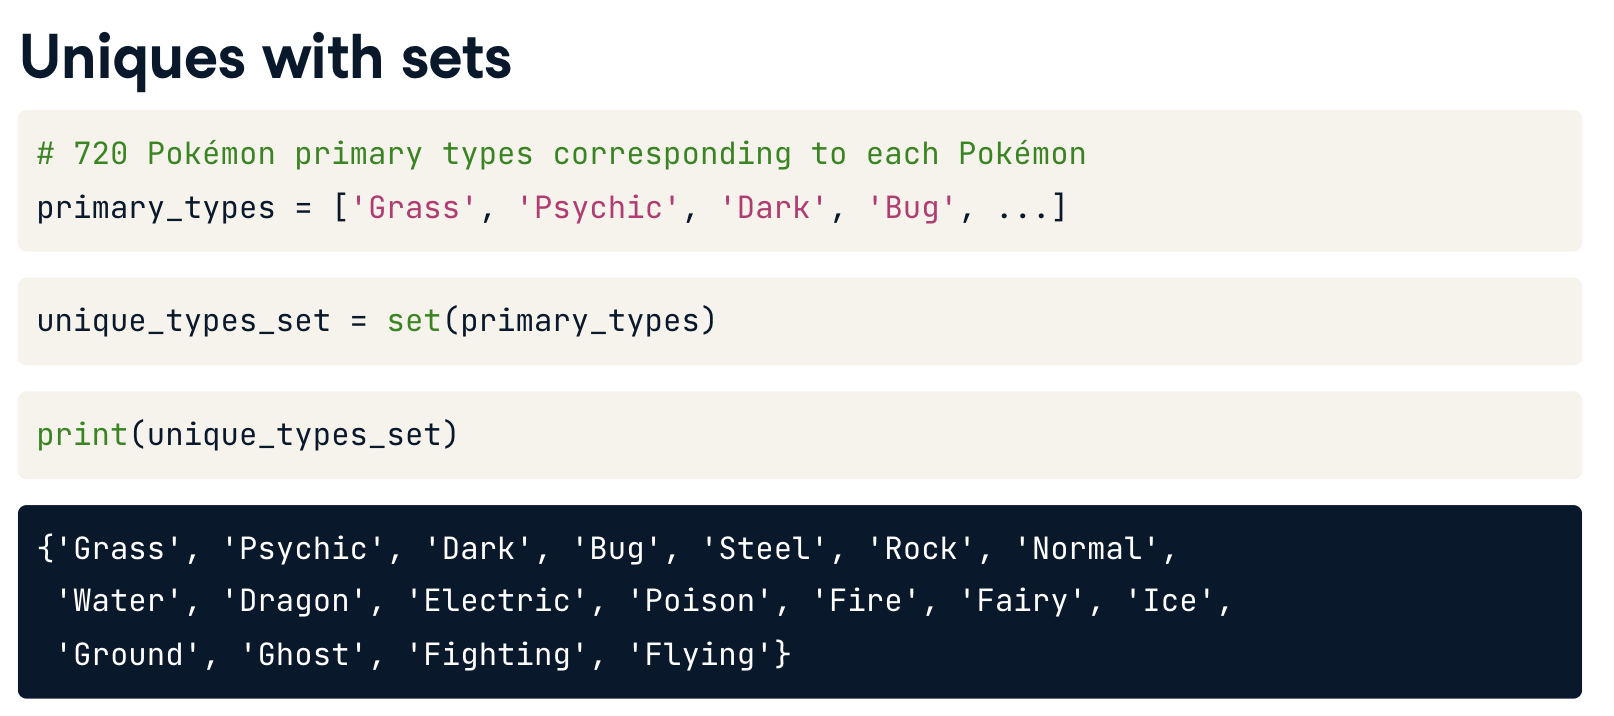 Uniques with sets
# 720 Pokémon primary types corresponding to each Pokémon
primary_types = ['Grass', 'Psychic', 'Dark', 'Bug', ...]
unique_types_set = set(primary_types)
print(unique_types_set)
{'Grass', 'Psychic', 'Dark', 'Bug', 'Steel', 'Rock', 'Normal',
'Water', 'Dragon', 'Electric', 'Poison', 'Fire', 'Fairy', 'Ice',
'Ground', 'Ghost', 'Fighting', 'Flying'}